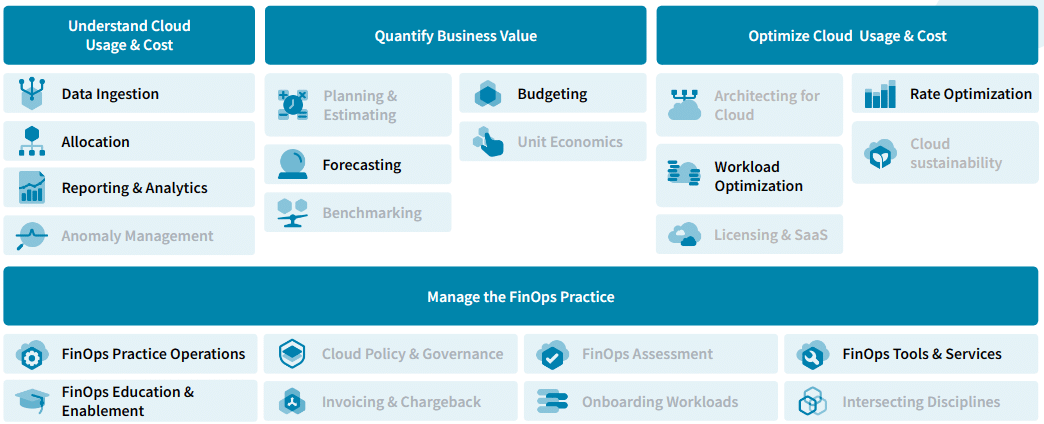 Understand Cloud
Usage & Cost
Data Ingestion
Allocation
Reporting & Analytics
Anomaly Management
Quantify Business Value
Planning &
Estimating
Forecasting
Benchmarking
Budgeting
Unit Economics
Optimize Cloud Usage & Cost
Architecting for
Cloud
Workload
Optimization
Licensing & SaaS
Rate Optimization
Cloud
sustainability
Manage the FinOps Practice
FinOps Practice Operations
Cloud Policy & Governance
FinOps Assessment
FinOps Tools & Services
FinOps Education &
Enablement
Invoicing & Chargeback
Onboarding Workloads
Intersecting Disciplines